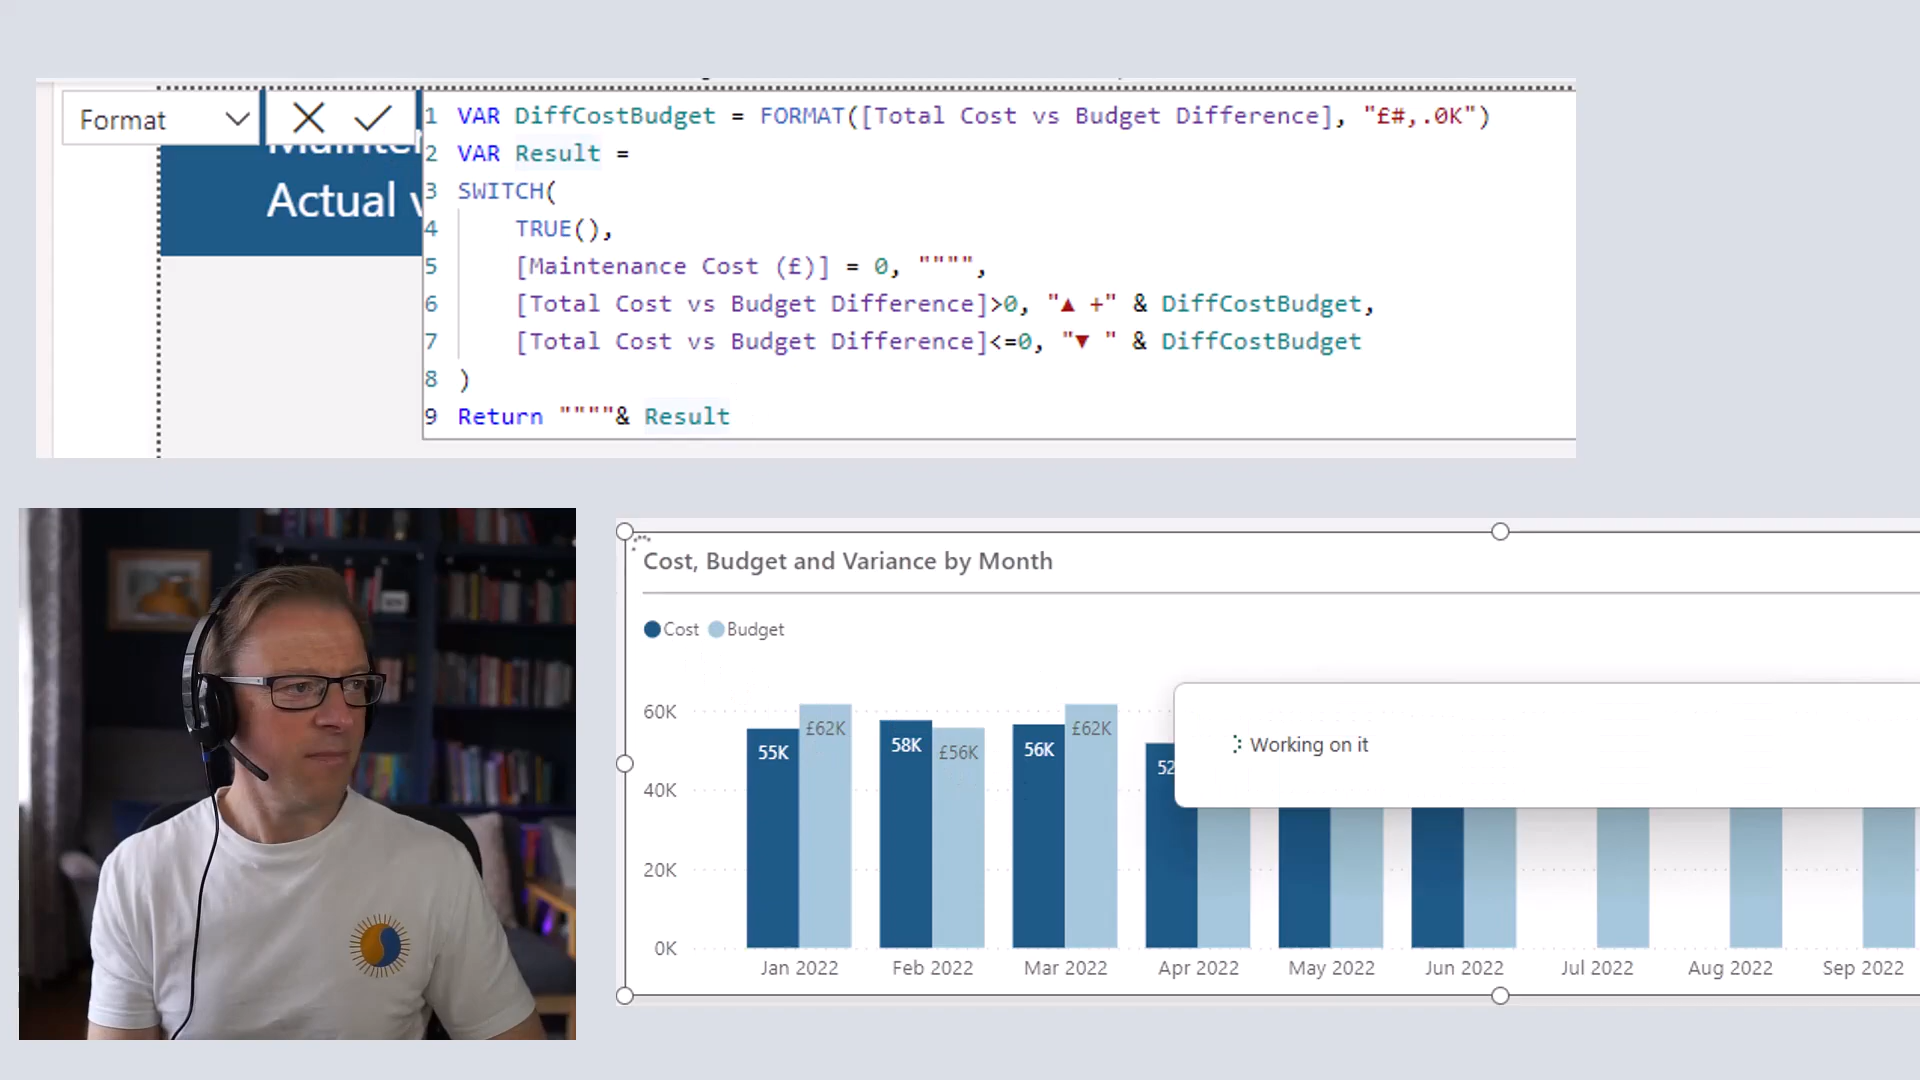 Format
Actual v
1 VAR DiffCostBudget = FORMAT([Total Cost vs Budget Difference], "£#,.0K")
2 VAR Result =
3 SWITCH(
4 TRUE(),
5 [Maintenance Cost (£)] = 0, """",
6 [Total Cost vs Budget Difference]>0, "▲ +" & DiffCostBudget,
7 [Total Cost vs Budget Difference]<=0, "▼ " & DiffCostBudget
8 )
9 Return """"& Result
Cost, Budget and Variance by Month
Cost Budget
60K
40K
20K
0K
55K £62K 58K £56K 56K £62K 52
Working on it
Jan 2022 Feb 2022 Mar 2022 Apr 2022 May 2022 Jun 2022 Jul 2022 Aug 2022 Sep 2022